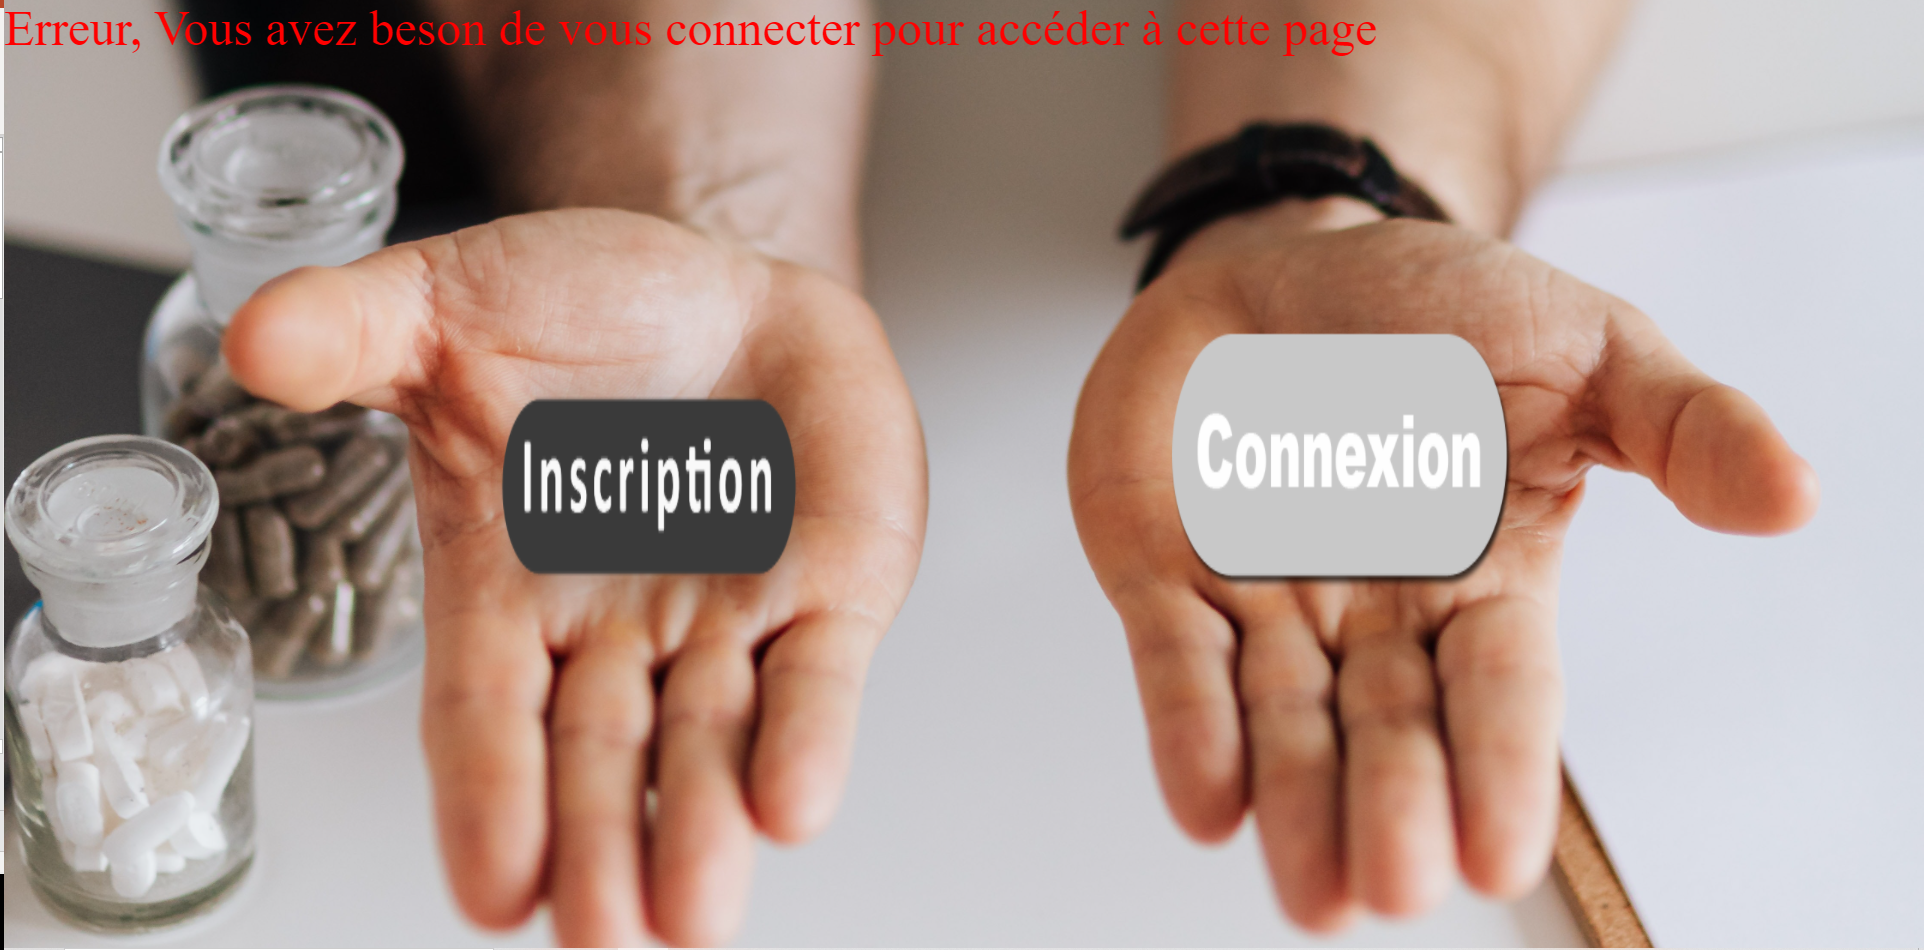 Erreur, Vous avez beson de vous connecter pour accéder à cette page
Inscription
Connexion